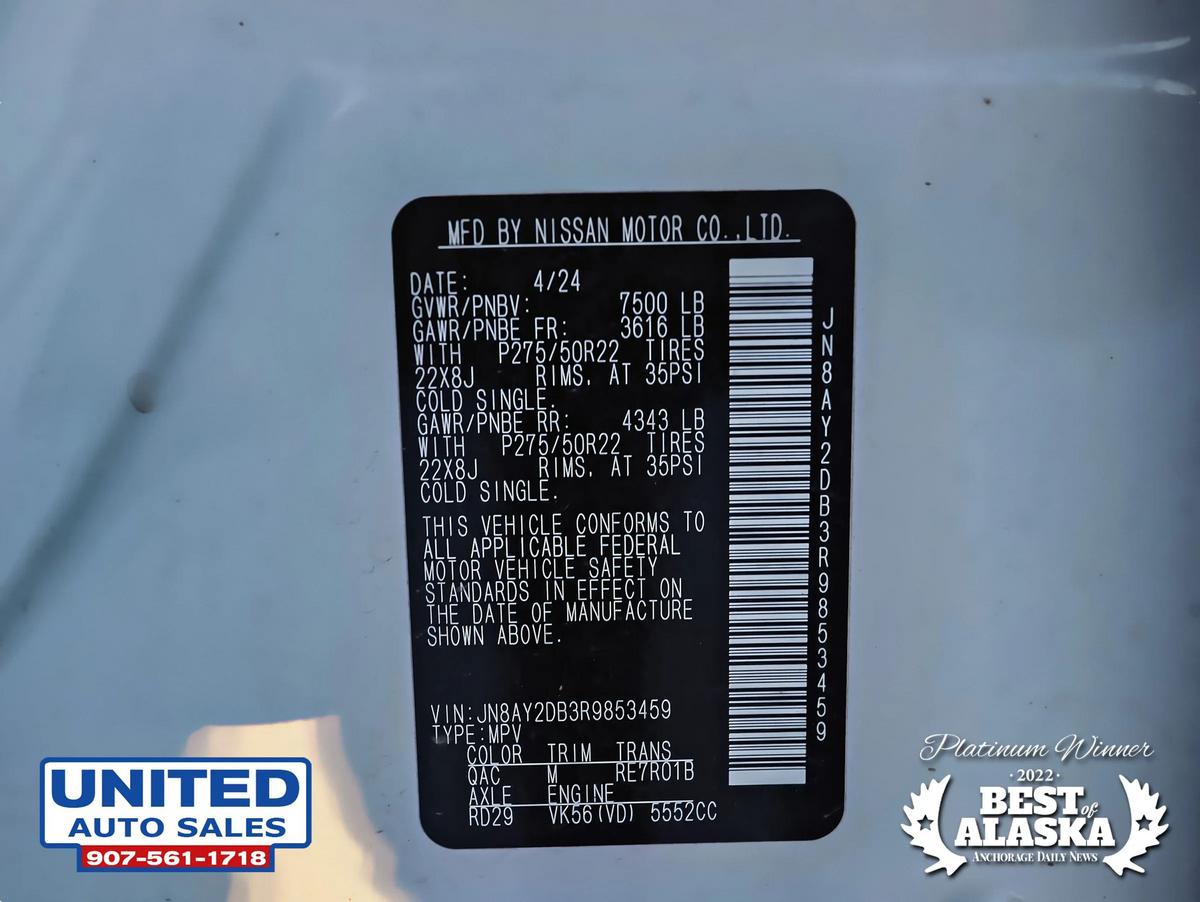 MFD BY NISSAN MOTOR CO.,LTD.
DATE: 4/24
GVWR/PNBV: 7500 LB
GAWR/PNBE FR: 3616 LB
WITH P275/50R22 TIRES
22X8J RIMS, AT 35PSI
COLD SINGLE.
GAWR/PNBE RR: 4343 LB
WITH P275/50R22 TIRES
22X8J RIMS, AT 35PSI
COLD SINGLE.
THIS VEHICLE CONFORMS TO
ALL APPLICABLE FEDERAL
MOTOR VEHICLE SAFETY
STANDARDS IN EFFECT ON
THE DATE OF MANUFACTURE
SHOWN ABOVE.
VIN:JN8AY2DB3R9853459
TYPE:MPV
COLOR TRIM TRANS
QAC M RE7R01B
AXLE ENGINE
RD29 VK56(VD) 5552CC
JN8AY2DB3R9853459
UNITED
AUTO SALES
907-561-1718
Platinum Winner
·2022·
BEST of
ALASKA
ANCHORAGE DAILY NEWS